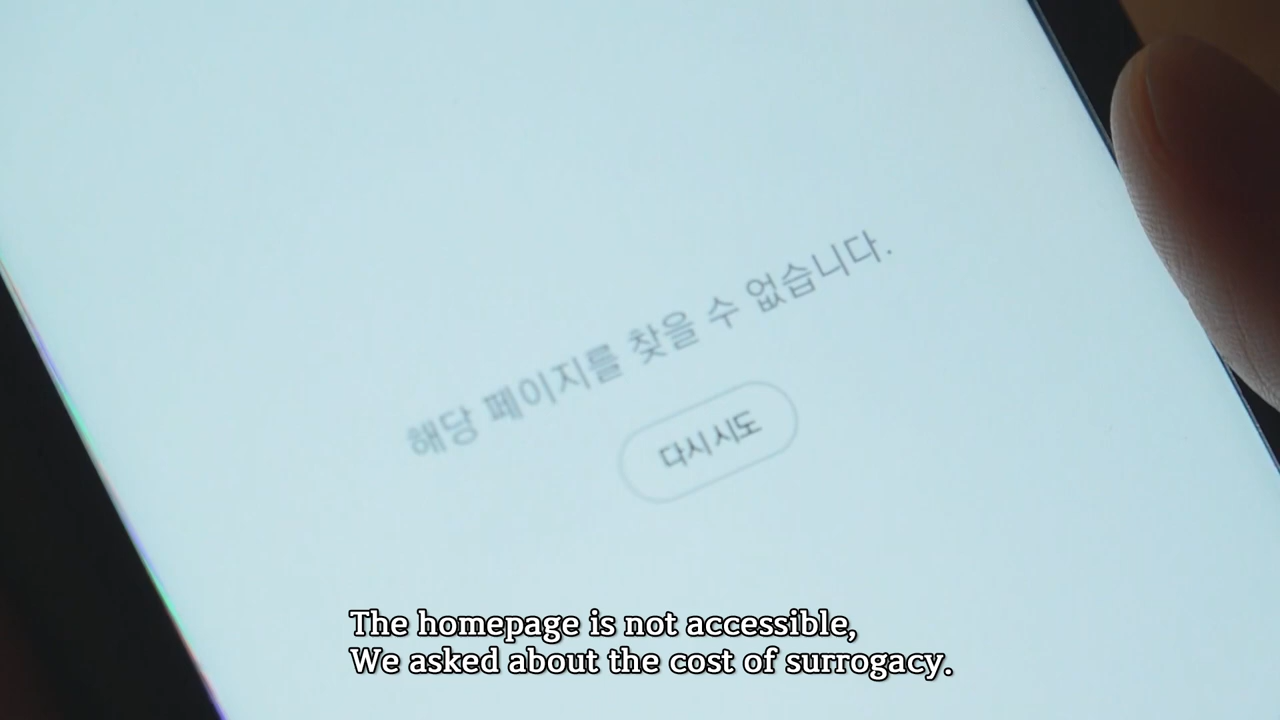 해당 페이지를 찾을 수 없습니다.
다시 시도
The homepage is not accessible,
We asked about the cost of surrogacy.